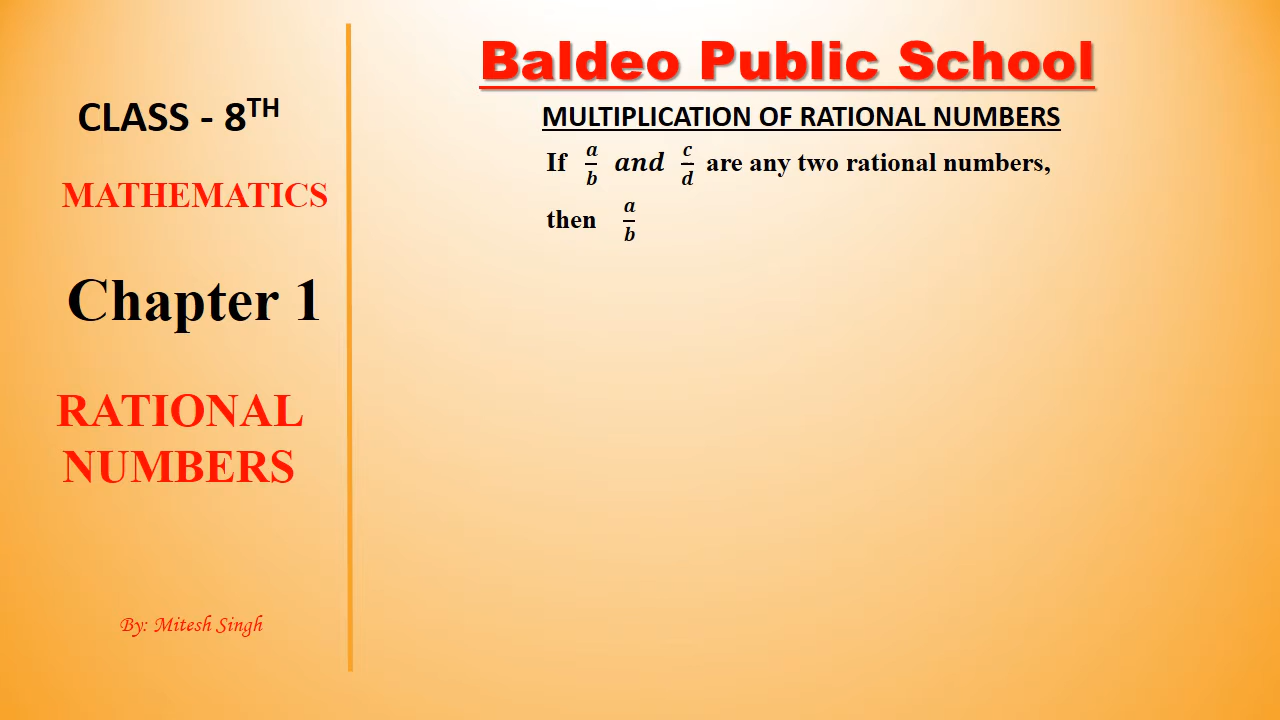 CLASS - 8TH
MATHEMATICS
Chapter 1
RATIONAL
NUMBERS
By: Mitesh Singh
Baldeo Public School
MULTIPLICATION OF RATIONAL NUMBERS
If a/b and c/d are any two rational numbers,
then a/b